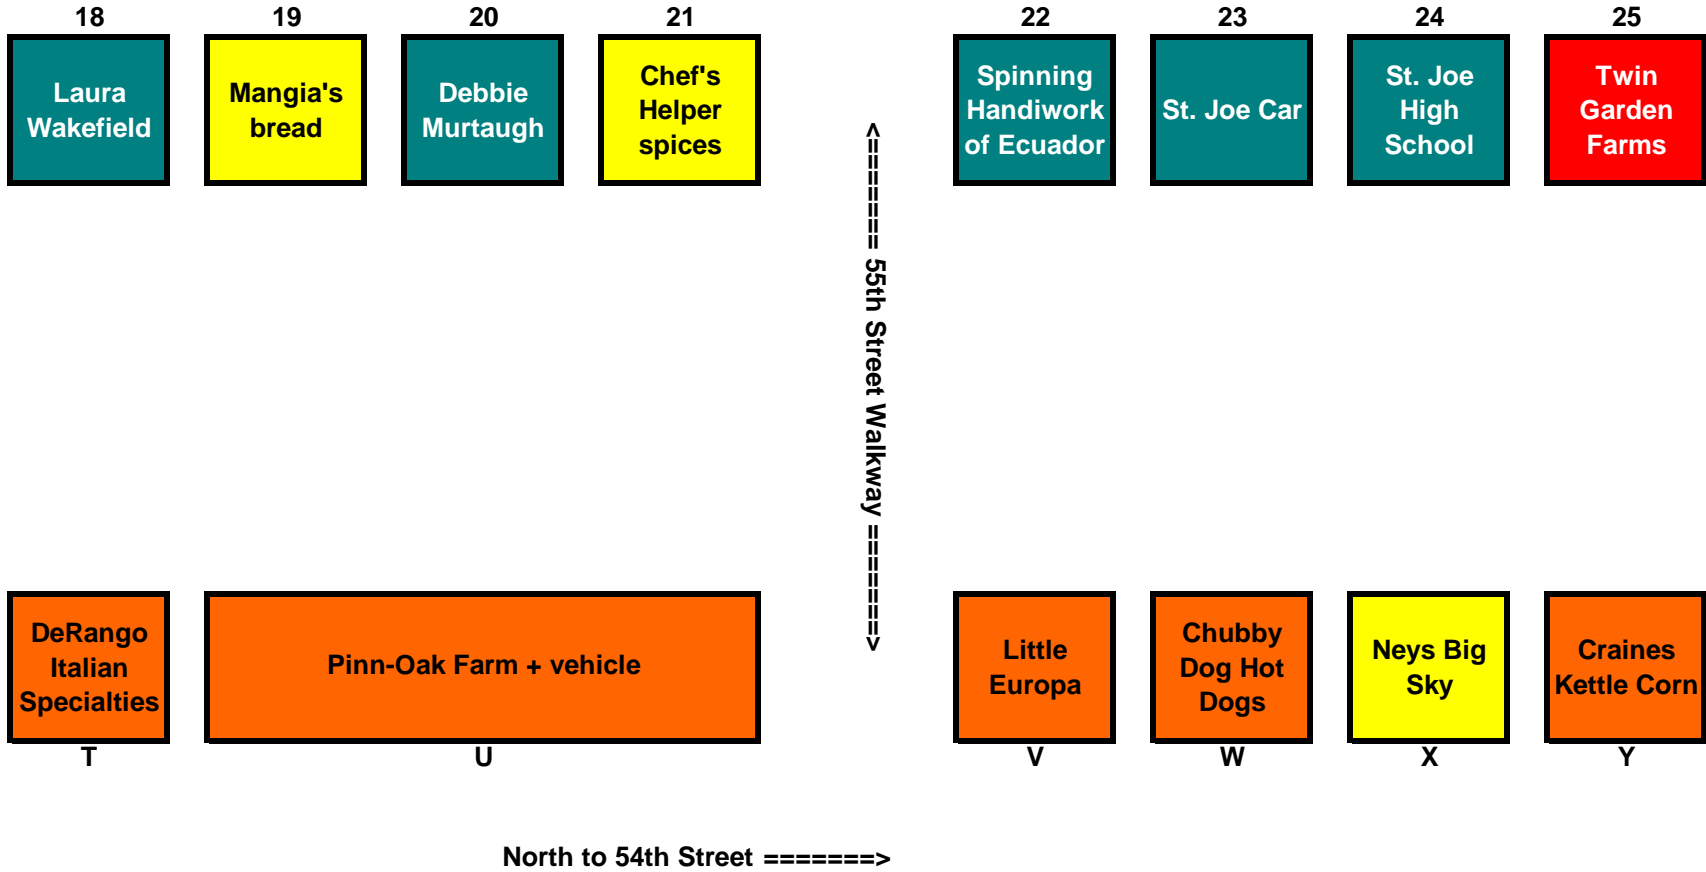 18 19 20 21 22 23 24 25
Laura
Wakefield
Mangia's
bread
Debbie
Murtaugh
Chef's
Helper
spices
Spinning
Handiwork
of Ecuador
St. Joe Car
St. Joe
High
School
Twin
Garden
Farms
<======= 55th Street Walkway =======>
DeRango
Italian
Specialties
Pinn-Oak Farm + vehicle
Little
Europa
Chubby
Dog Hot
Dogs
Neys Big
Sky
Craines
Kettle Corn
T U V W X Y
North to 54th Street =======>